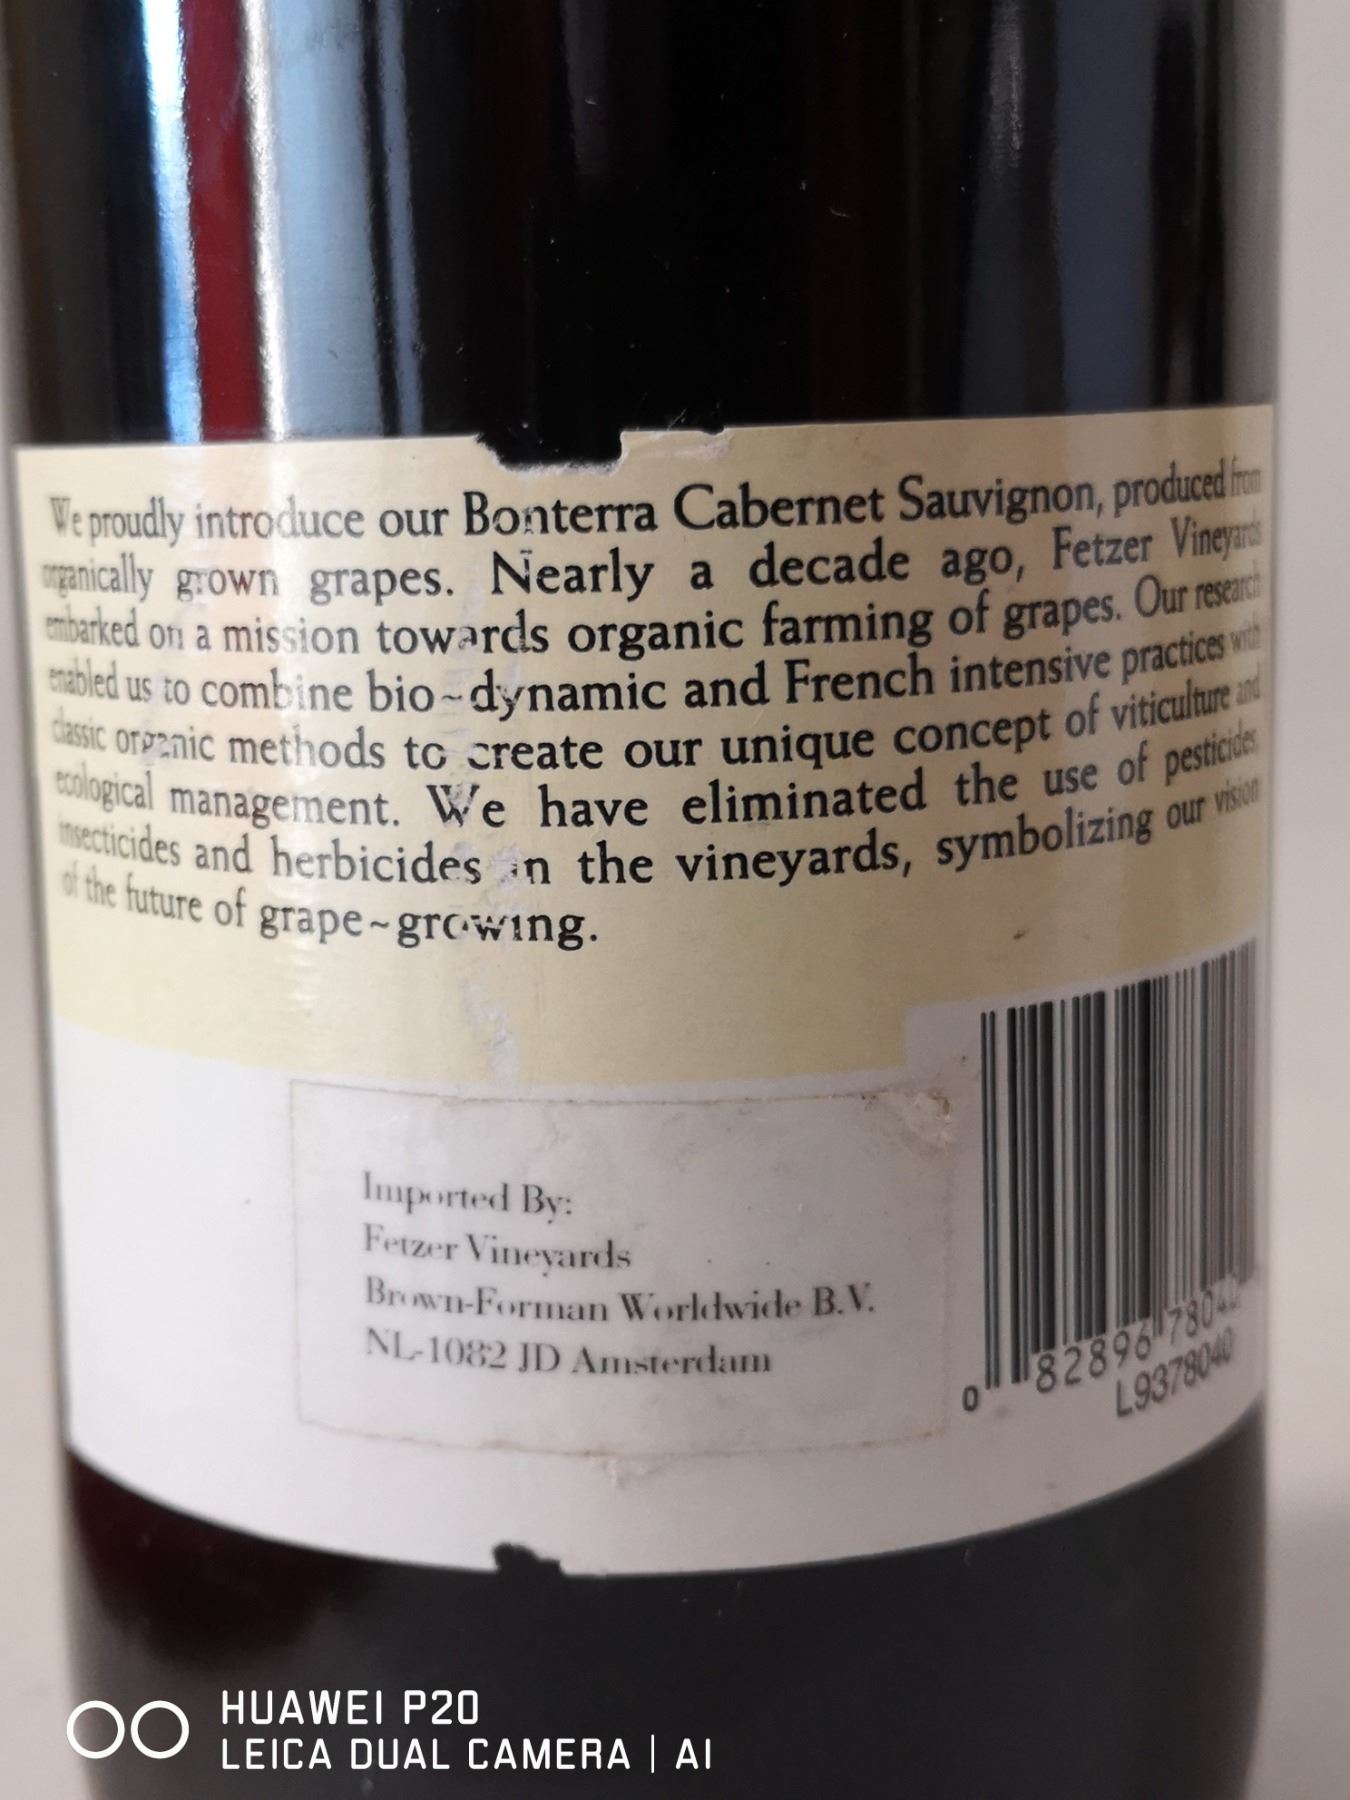 We proudly introduce our Bonterra Cabernet Sauvignon, produced from
organically grown grapes. Nearly a decade ago, Fetzer Vineyards
embarked on a mission towards organic farming of grapes. Our research
enabled us to combine bio~dynamic and French intensive practices with
classic organic methods to create our unique concept of viticulture and
ecological management. We have eliminated the use of pesticides
insecticides and herbicides in the vineyards, symbolizing our vision
of the future of grape~growing.
Imported By:
Fetzer Vineyards
Brown-Forman Worldwide B.V.
NL-1082 JD Amsterdam
0 82896 78040
L9378040
HUAWEI P20
LEICA DUAL CAMERA | AI